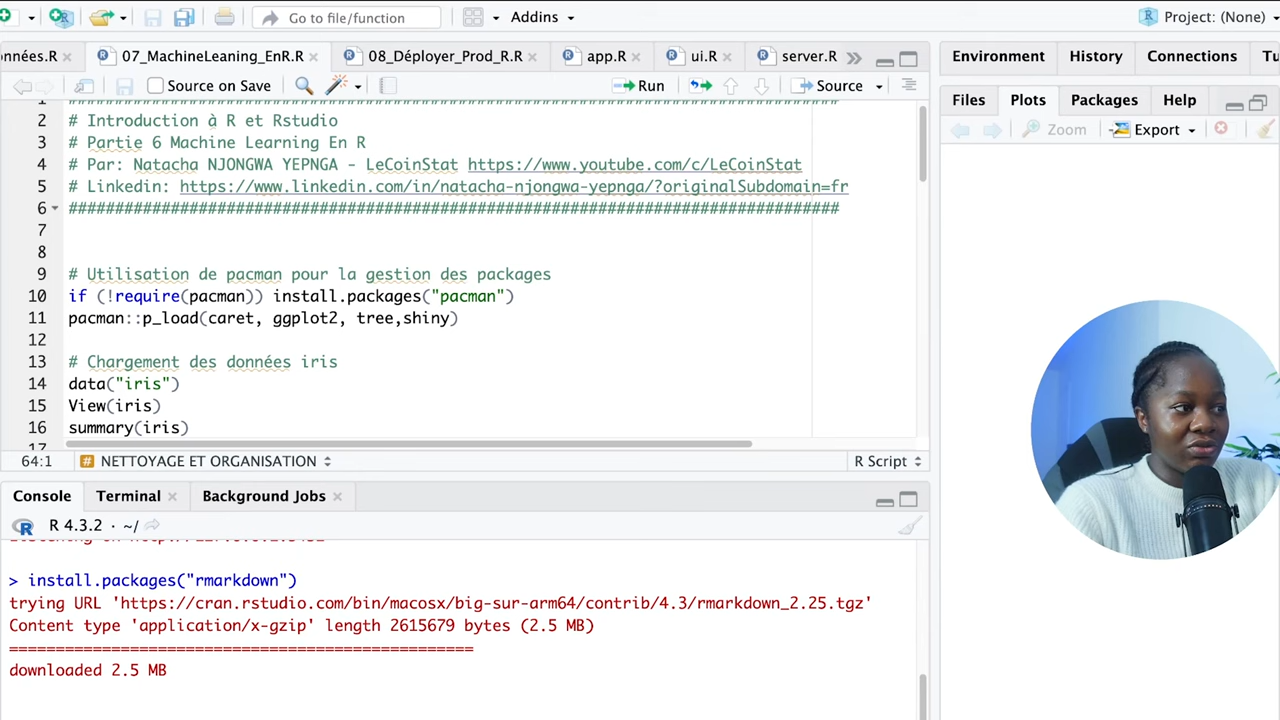 Go to file/function
Addins
Project: (None)
onnées.R
07_MachineLeaning_EnR.R
08_Déployer_Prod_R.R
app.R
ui.R
server.R
Source on Save
Run
Source
1
2 # Introduction à R et Rstudio
3 # Partie 6 Machine Learning En R
4 # Par: Natacha NJONGWA YEPNGA - LeCoinStat https://www.youtube.com/c/LeCoinStat
5 # Linkedin: https://www.linkedin.com/in/natacha-njongwa-yepnga/?originalSubdomain=fr
6 ###################################################################################
7
8
9 # Utilisation de pacman pour la gestion des packages
10 if (!require(pacman)) install.packages("pacman")
11 pacman::p_load(caret, ggplot2, tree,shiny)
12
13 # Chargement des données iris
14 data("iris")
15 View(iris)
16 summary(iris)
17
64:1
NETTOYAGE ET ORGANISATION
R Script
Console
Terminal
Background Jobs
R 4.3.2 · ~/
> install.packages("rmarkdown")
trying URL 'https://cran.rstudio.com/bin/macosx/big-sur-arm64/contrib/4.3/rmarkdown_2.25.tgz'
Content type 'application/x-gzip' length 2615679 bytes (2.5 MB)
==================================================
downloaded 2.5 MB
Environment
History
Connections
Tu
Files
Plots
Packages
Help
Zoom
Export